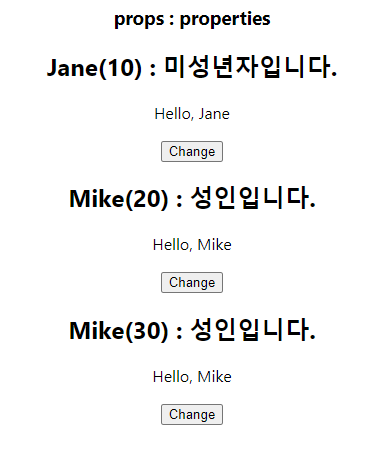 props : properties
Jane(10) : 미성년자입니다.
Hello, Jane
Change
Mike(20) : 성인입니다.
Hello, Mike
Change
Mike(30) : 성인입니다.
Hello, Mike
Change